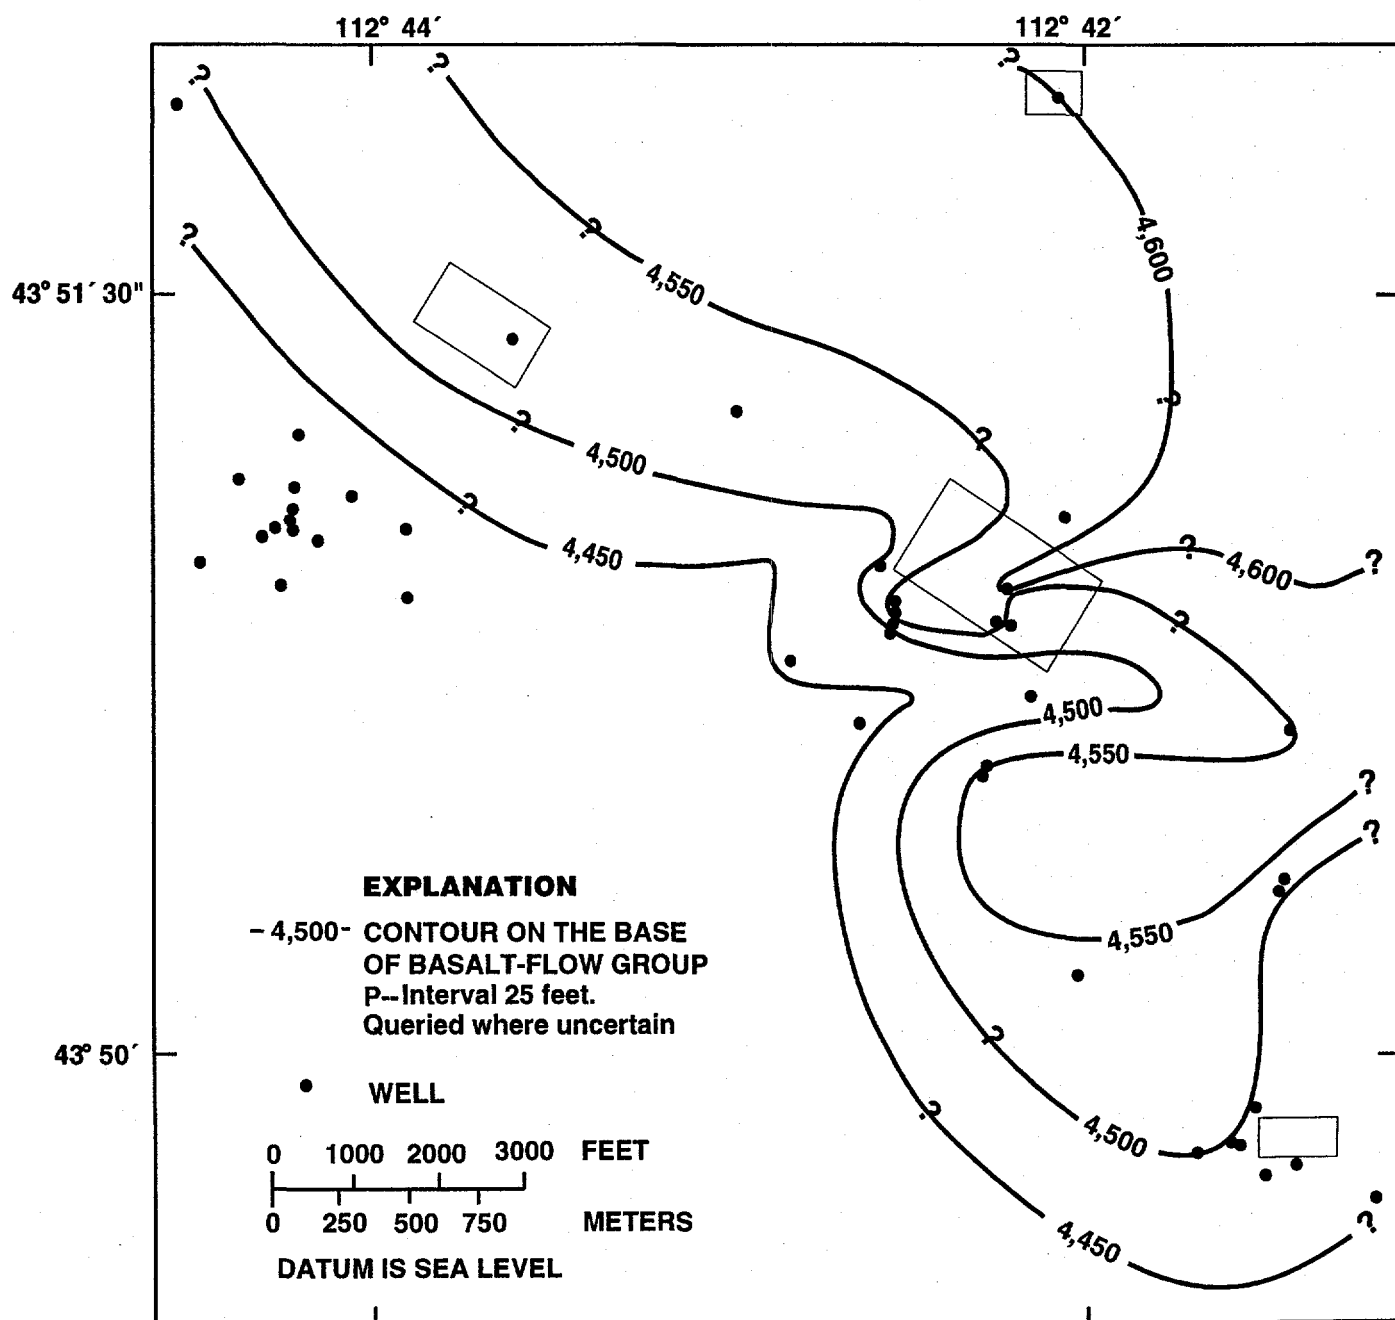 112° 44´ 112° 42´
?
?
?
?
?
4,600
4,550
43° 51´ 30"
?
?
?
4,500
?
4,450
?
4,600
?
?
4,500
4,550
?
?
EXPLANATION
–4,500- CONTOUR ON THE BASE
OF BASALT-FLOW GROUP
P--Interval 25 feet.
Queried where uncertain
4,550
43° 50´
?
WELL
?
4,500
0 1000 2000 3000 FEET
0 250 500 750 METERS
?
4,450
DATUM IS SEA LEVEL